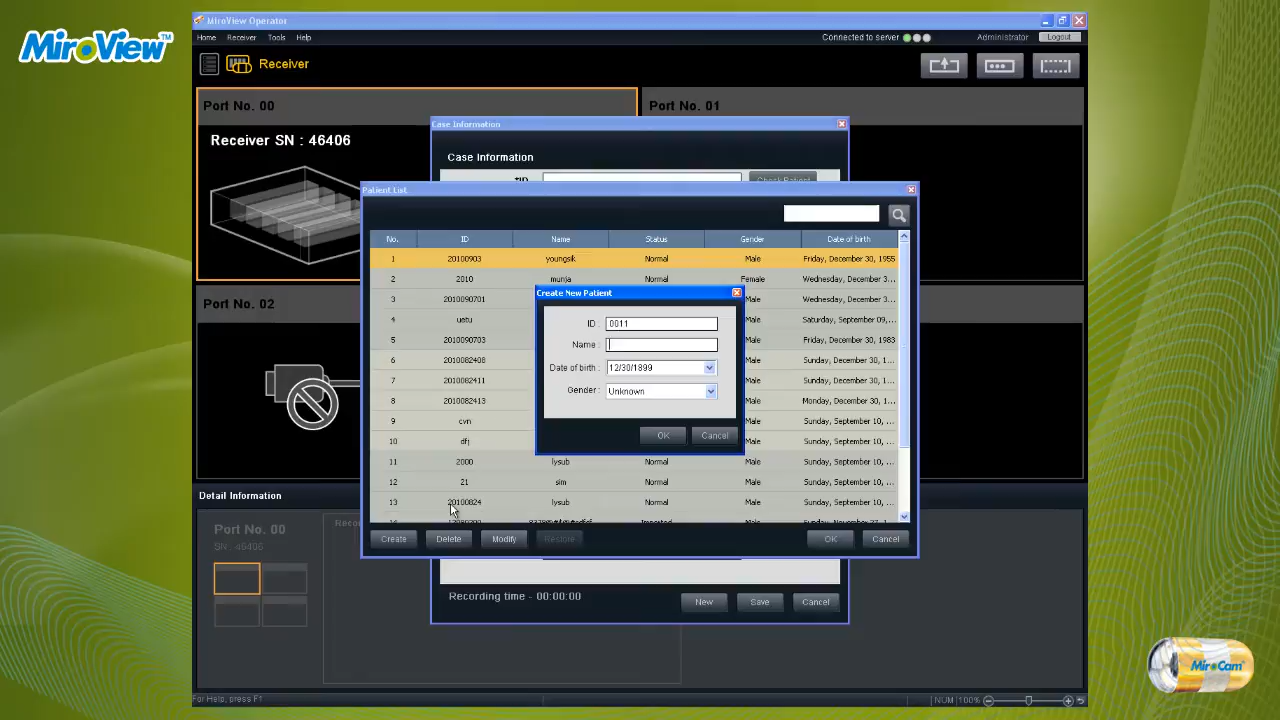 MiroView
MiroView Operator
Home Receiver Tools Help
Connected to server Administrator Logout
Receiver
Port No. 00
Port No. 01
Receiver SN : 46406
Case Information
Case Information
*ID
Check Patient
Patient List
No. ID Name Status Gender Date of birth
1 20100903 youngsik Normal Male Friday, December 30, 1955
2 2010 munja Normal Female Wednesday, December 3...
3 2010090701 Male Wednesday, December 3...
4 uetu Male Saturday, September 09,...
5 2010090703 Male Friday, December 30, 1983
6 2010082408 Male Sunday, December 30, 1...
7 2010082411 Male Sunday, December 30, 1...
8 2010082413 Male Monday, December 30, 1...
9 cvn Male Sunday, September 10, ...
10 dfj Male Sunday, September 10, ...
11 2000 lysub Normal Male Sunday, September 10, ...
12 21 sim Normal Male Sunday, September 10, ...
13 20100824 lysub Normal Male Sunday, September 10, ...
Create New Patient
ID : 0011
Name :
Date of birth : 12/30/1899
Gender : Unknown
OK Cancel
Create Delete Modify Restore OK Cancel
Port No. 02
Detail Information
Port No. 00
SN : 46406
Recording time - 00:00:00
New Save Cancel
For Help, press F1
NUM 100%
MiroCam